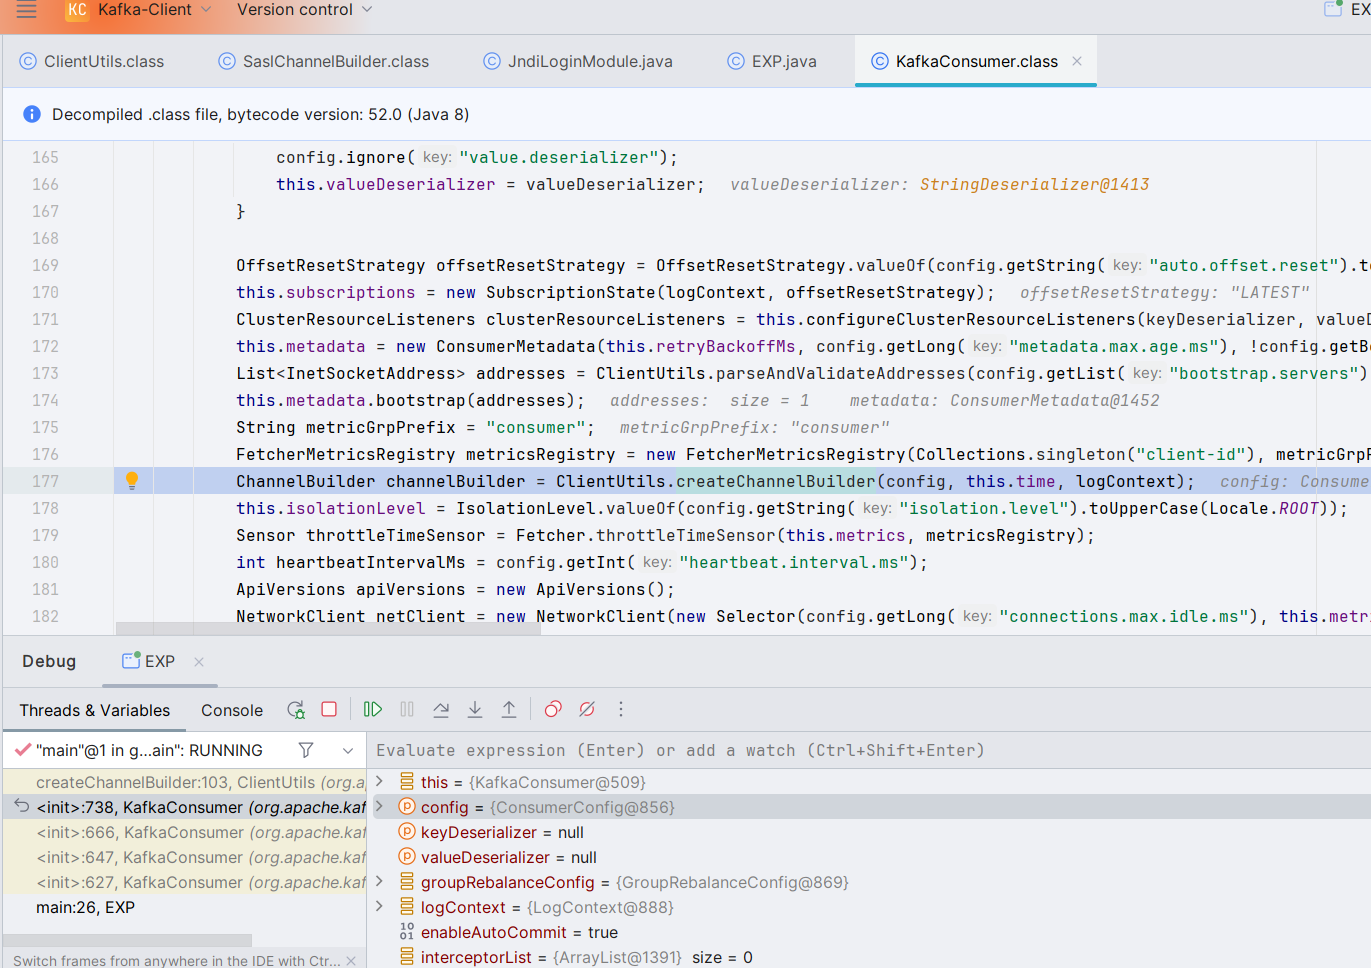 KC Kafka-Client Version control EX
ClientUtils.class SaslChannelBuilder.class JndiLoginModule.java EXP.java KafkaConsumer.class
Decompiled .class file, bytecode version: 52.0 (Java 8)
165 config.ignore( key: "value.deserializer");
166 this.valueDeserializer = valueDeserializer; valueDeserializer: StringDeserializer@1413
167 }
168
169 OffsetResetStrategy offsetResetStrategy = OffsetResetStrategy.valueOf(config.getString( key: "auto.offset.reset").to
170 this.subscriptions = new SubscriptionState(logContext, offsetResetStrategy); offsetResetStrategy: "LATEST"
171 ClusterResourceListeners clusterResourceListeners = this.configureClusterResourceListeners(keyDeserializer, valueD
172 this.metadata = new ConsumerMetadata(this.retryBackoffMs, config.getLong( key: "metadata.max.age.ms"), !config.getBo
173 List<InetSocketAddress> addresses = ClientUtils.parseAndValidateAddresses(config.getList( key: "bootstrap.servers")
174 this.metadata.bootstrap(addresses); addresses: size = 1 metadata: ConsumerMetadata@1452
175 String metricGrpPrefix = "consumer"; metricGrpPrefix: "consumer"
176 FetcherMetricsRegistry metricsRegistry = new FetcherMetricsRegistry(Collections.singleton("client-id"), metricGrpP
177 ChannelBuilder channelBuilder = ClientUtils.createChannelBuilder(config, this.time, logContext); config: Consume
178 this.isolationLevel = IsolationLevel.valueOf(config.getString( key: "isolation.level").toUpperCase(Locale.ROOT));
179 Sensor throttleTimeSensor = Fetcher.throttleTimeSensor(this.metrics, metricsRegistry);
180 int heartbeatIntervalMs = config.getInt( key: "heartbeat.interval.ms");
181 ApiVersions apiVersions = new ApiVersions();
182 NetworkClient netClient = new NetworkClient(new Selector(config.getLong( key: "connections.max.idle.ms"), this.metri
Debug EXP
Threads & Variables Console
"main"@1 in g...ain": RUNNING
Evaluate expression (Enter) or add a watch (Ctrl+Shift+Enter)
createChannelBuilder:103, ClientUtils (org.a
<init>:738, KafkaConsumer (org.apache.kaf
<init>:666, KafkaConsumer (org.apache.kaf
<init>:647, KafkaConsumer (org.apache.kaf
<init>:627, KafkaConsumer (org.apache.kaf
main:26, EXP
Switch frames from anywhere in the IDE with Ctr...
this = {KafkaConsumer@509}
config = {ConsumerConfig@856}
keyDeserializer = null
valueDeserializer = null
groupRebalanceConfig = {GroupRebalanceConfig@869}
logContext = {LogContext@888}
enableAutoCommit = true
interceptorList = {ArrayList@1391} size = 0